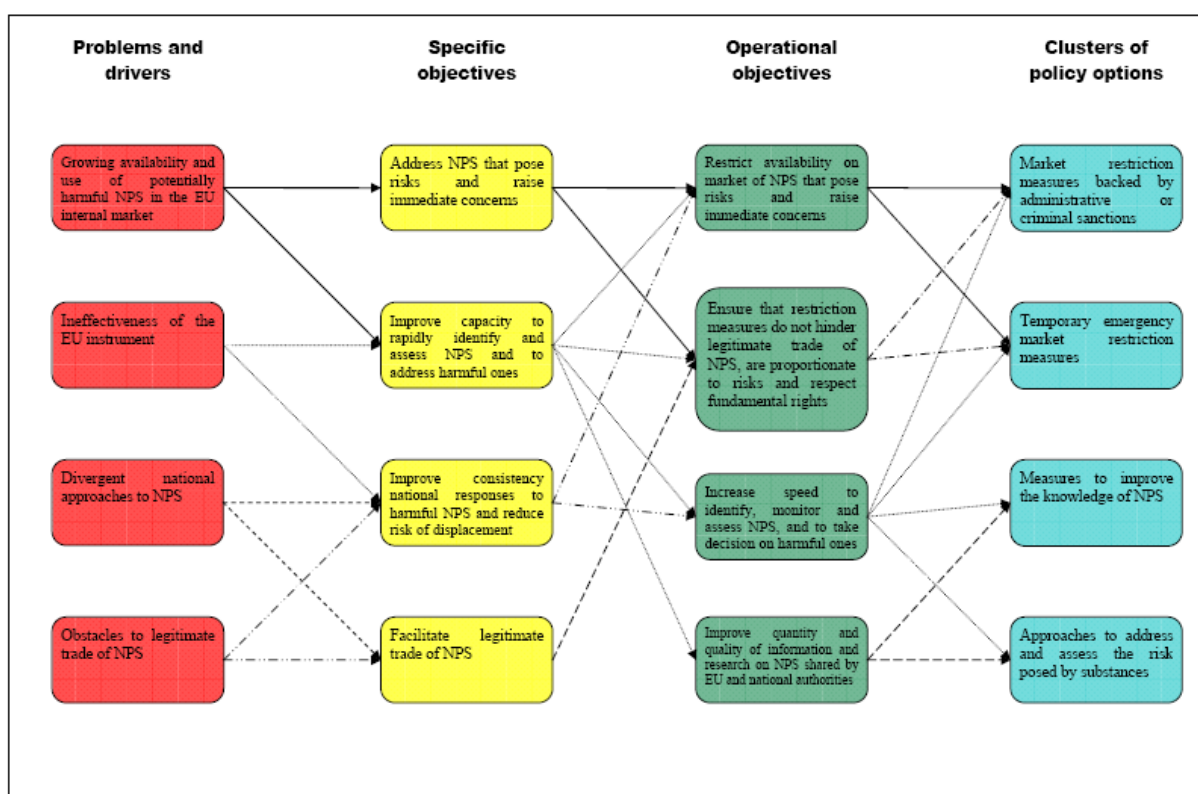 Problems and
drivers
Specific
objectives
Operational
objectives
Clusters of
policy options
Growing availability and
use of potentially
harmful NPS in the EU
internal market
Address NPS that pose
risks and raise
immediate concerns
Restrict availability on
market of NPS that pose
risks and raise
immediate concerns
Market restriction
measures backed by
administrative or
criminal sanctions
Ineffectiveness of the
EU instrument
Improve capacity to
rapidly identify and
assess NPS and to
address harmful ones
Ensure that restriction
measures do not hinder
legitimate trade of
NPS, are proportionate
to risks and respect
fundamental rights
Temporary emergency
market restriction
measures
Divergent national
approaches to NPS
Improve consistency
national responses to
harmful NPS and reduce
risk of displacement
Increase speed to
identify, monitor and
assess NPS, and to take
decision on harmful ones
Measures to improve
the knowledge of NPS
Obstacles to legitimate
trade of NPS
Facilitate legitimate
trade of NPS
Improve quantity and
quality of information and
research on NPS shared by
EU and national authorities
Approaches to address
and assess the risk
posed by substances